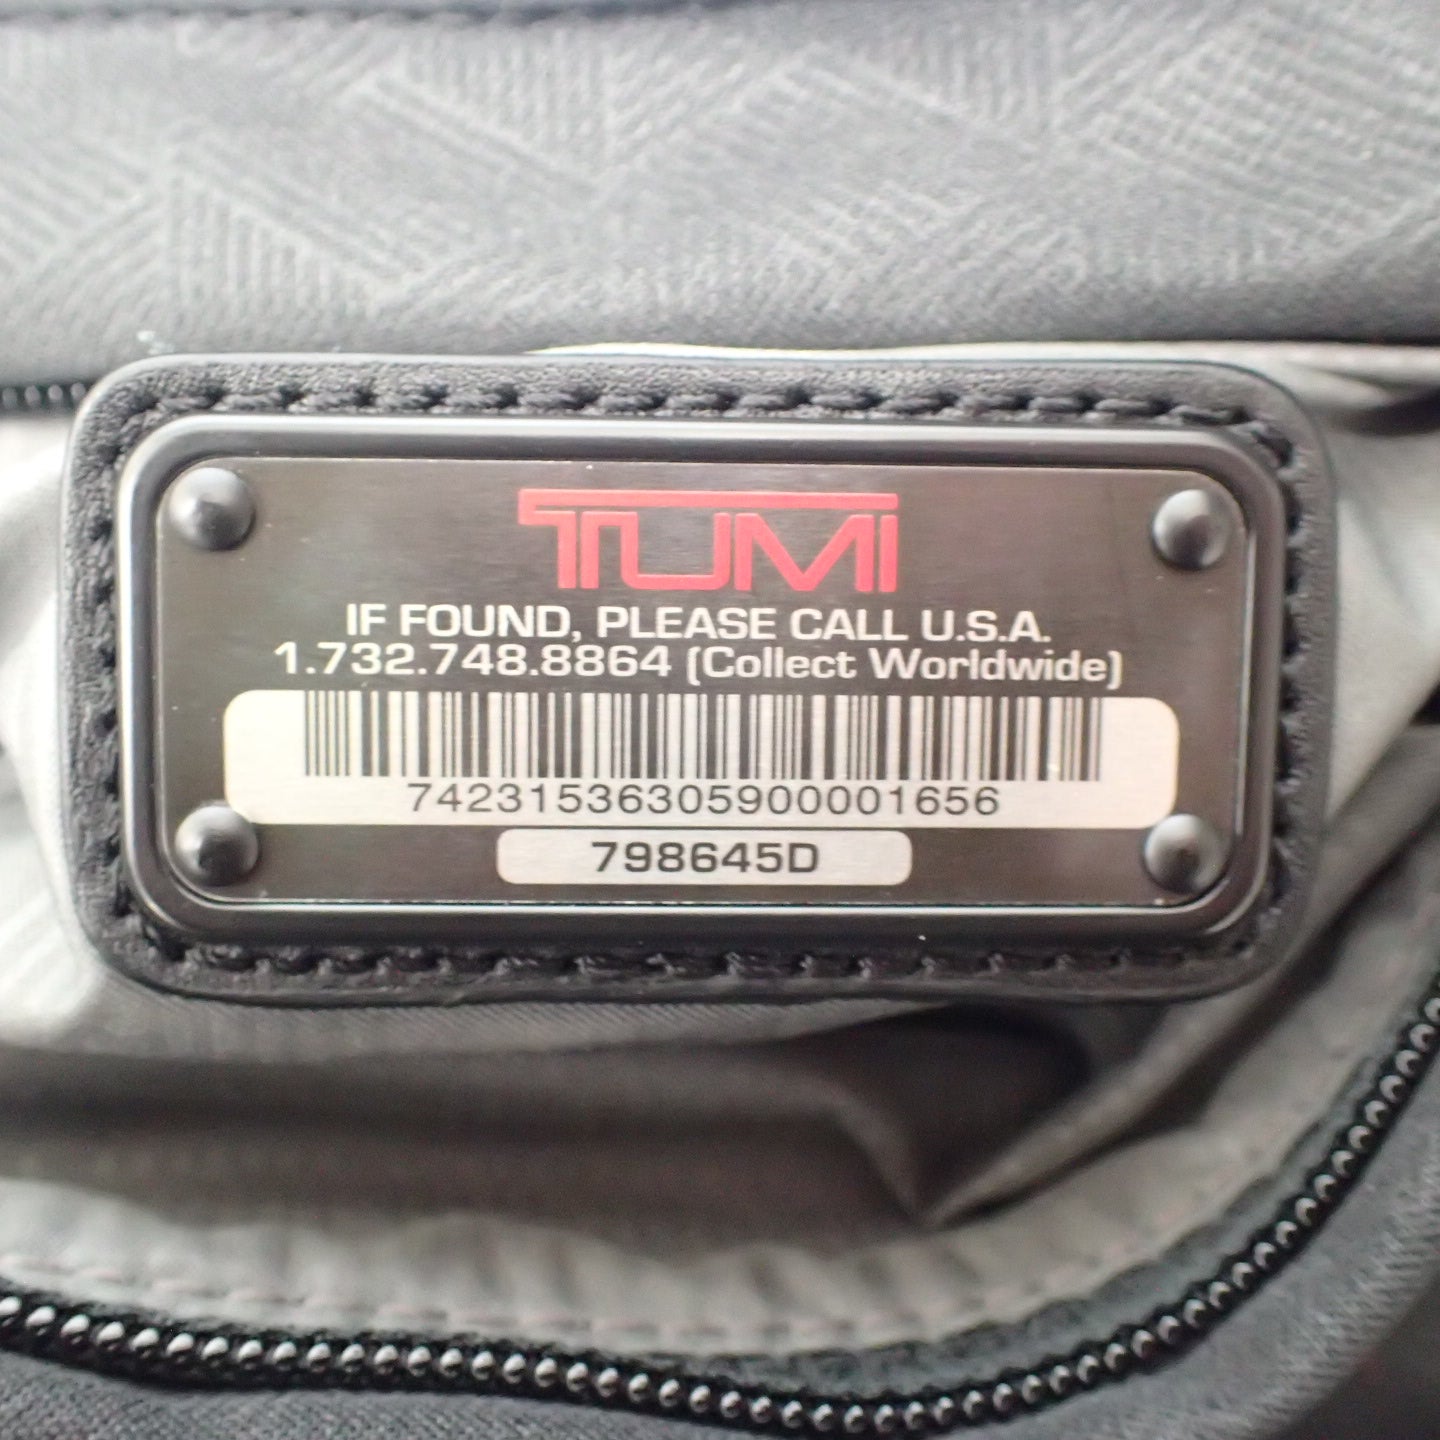 TUMI
IF FOUND, PLEASE CALL U.S.A.
1.732.748.8864 (Collect Worldwide)
74231536305900001656
798645D